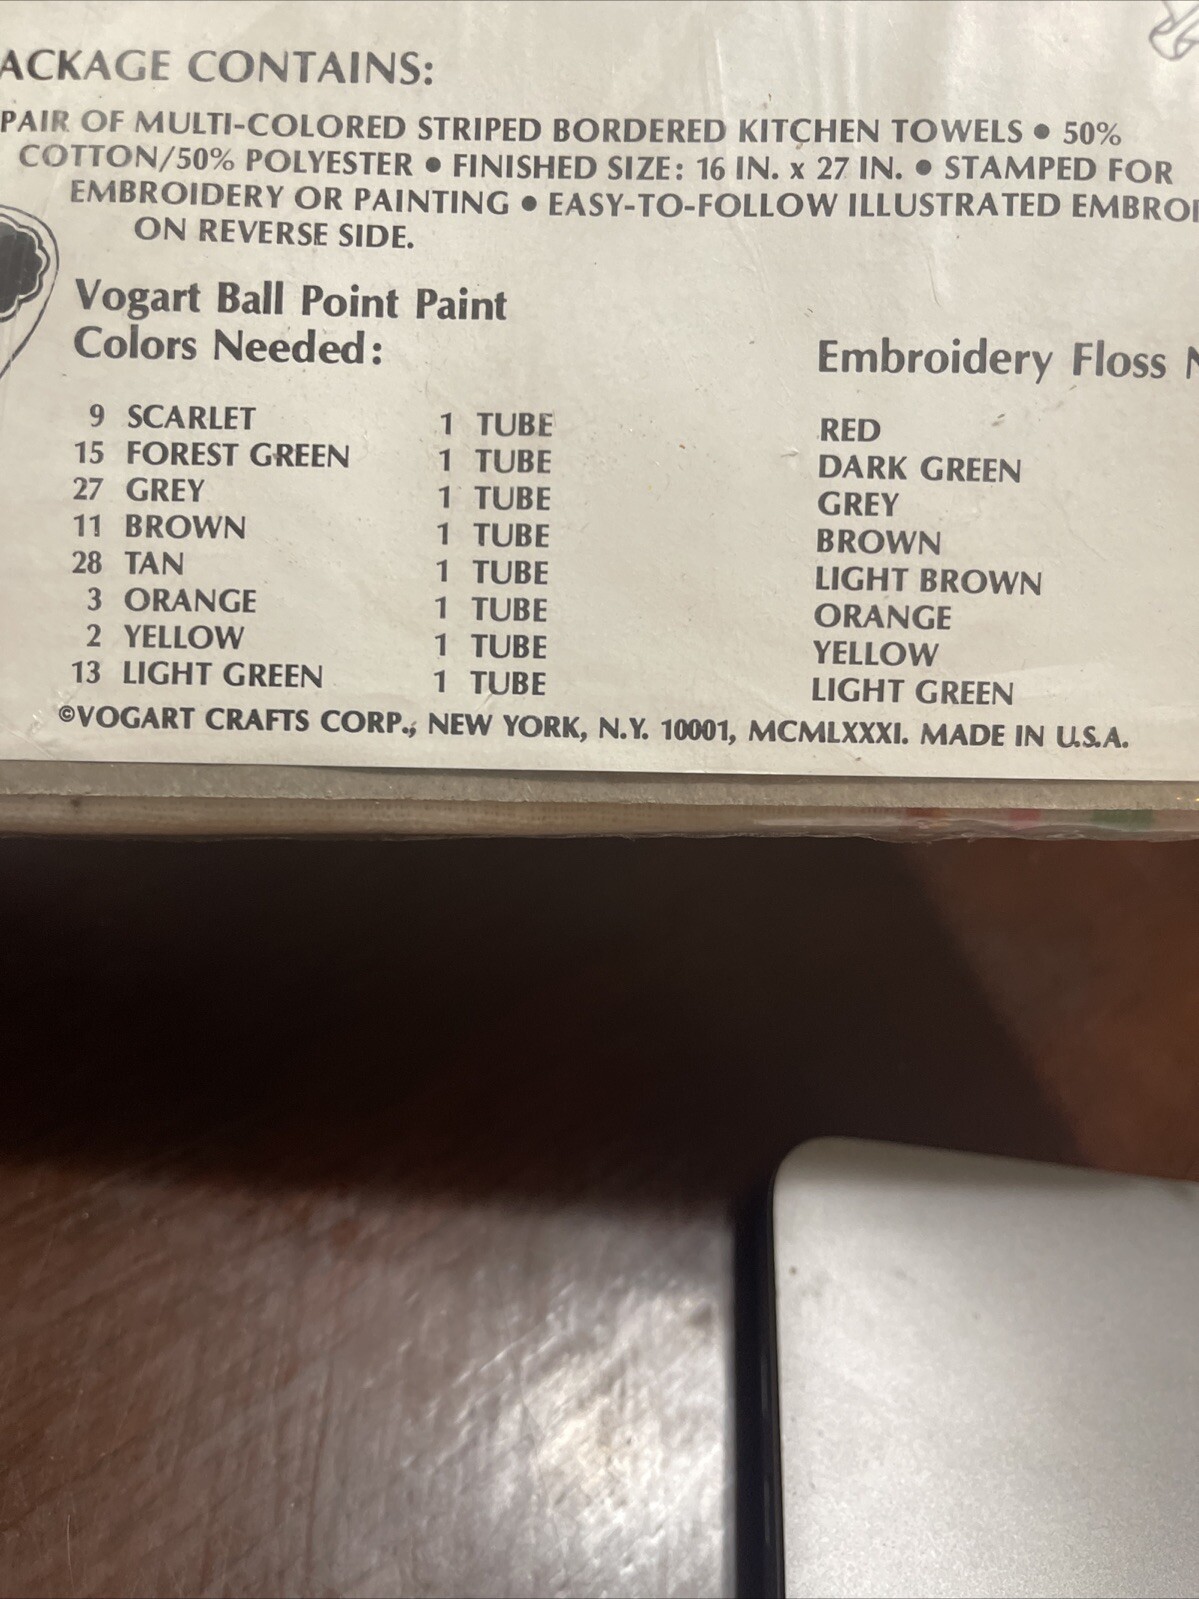 ACKAGE CONTAINS:
PAIR OF MULTI-COLORED STRIPED BORDERED KITCHEN TOWELS • 50%
COTTON/50% POLYESTER • FINISHED SIZE: 16 IN. x 27 IN. • STAMPED FOR
EMBROIDERY OR PAINTING • EASY-TO-FOLLOW ILLUSTRATED EMBROI
ON REVERSE SIDE.
Vogart Ball Point Paint
Colors Needed:
9 SCARLET 1 TUBE
15 FOREST GREEN 1 TUBE
27 GREY 1 TUBE
11 BROWN 1 TUBE
28 TAN 1 TUBE
3 ORANGE 1 TUBE
2 YELLOW 1 TUBE
13 LIGHT GREEN 1 TUBE
Embroidery Floss N
RED
DARK GREEN
GREY
BROWN
LIGHT BROWN
ORANGE
YELLOW
LIGHT GREEN
©VOGART CRAFTS CORP., NEW YORK, N.Y. 10001, MCMLXXXI. MADE IN U.S.A.